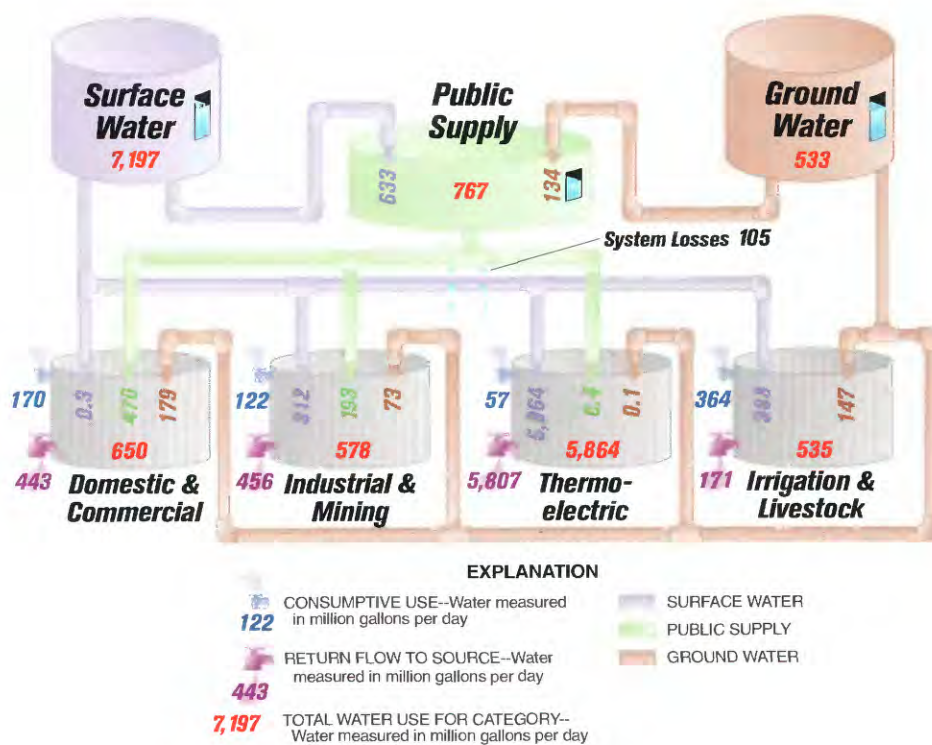 Surface
Water
7,197
Public
Supply
Ground
Water
533
633
767
134
System Losses 105
170
0.3
470
179
650
443
Domestic &
Commercial
122
312
193
73
578
456
Industrial &
Mining
57
5,864
0.4
0.1
5,864
5,807
Thermo-
electric
364
388
147
535
171
Irrigation &
Livestock
EXPLANATION
122
CONSUMPTIVE USE--Water measured
in million gallons per day
443
RETURN FLOW TO SOURCE--Water
measured in million gallons per day
7,197
TOTAL WATER USE FOR CATEGORY--
Water measured in million gallons per day
SURFACE WATER
PUBLIC SUPPLY
GROUND WATER